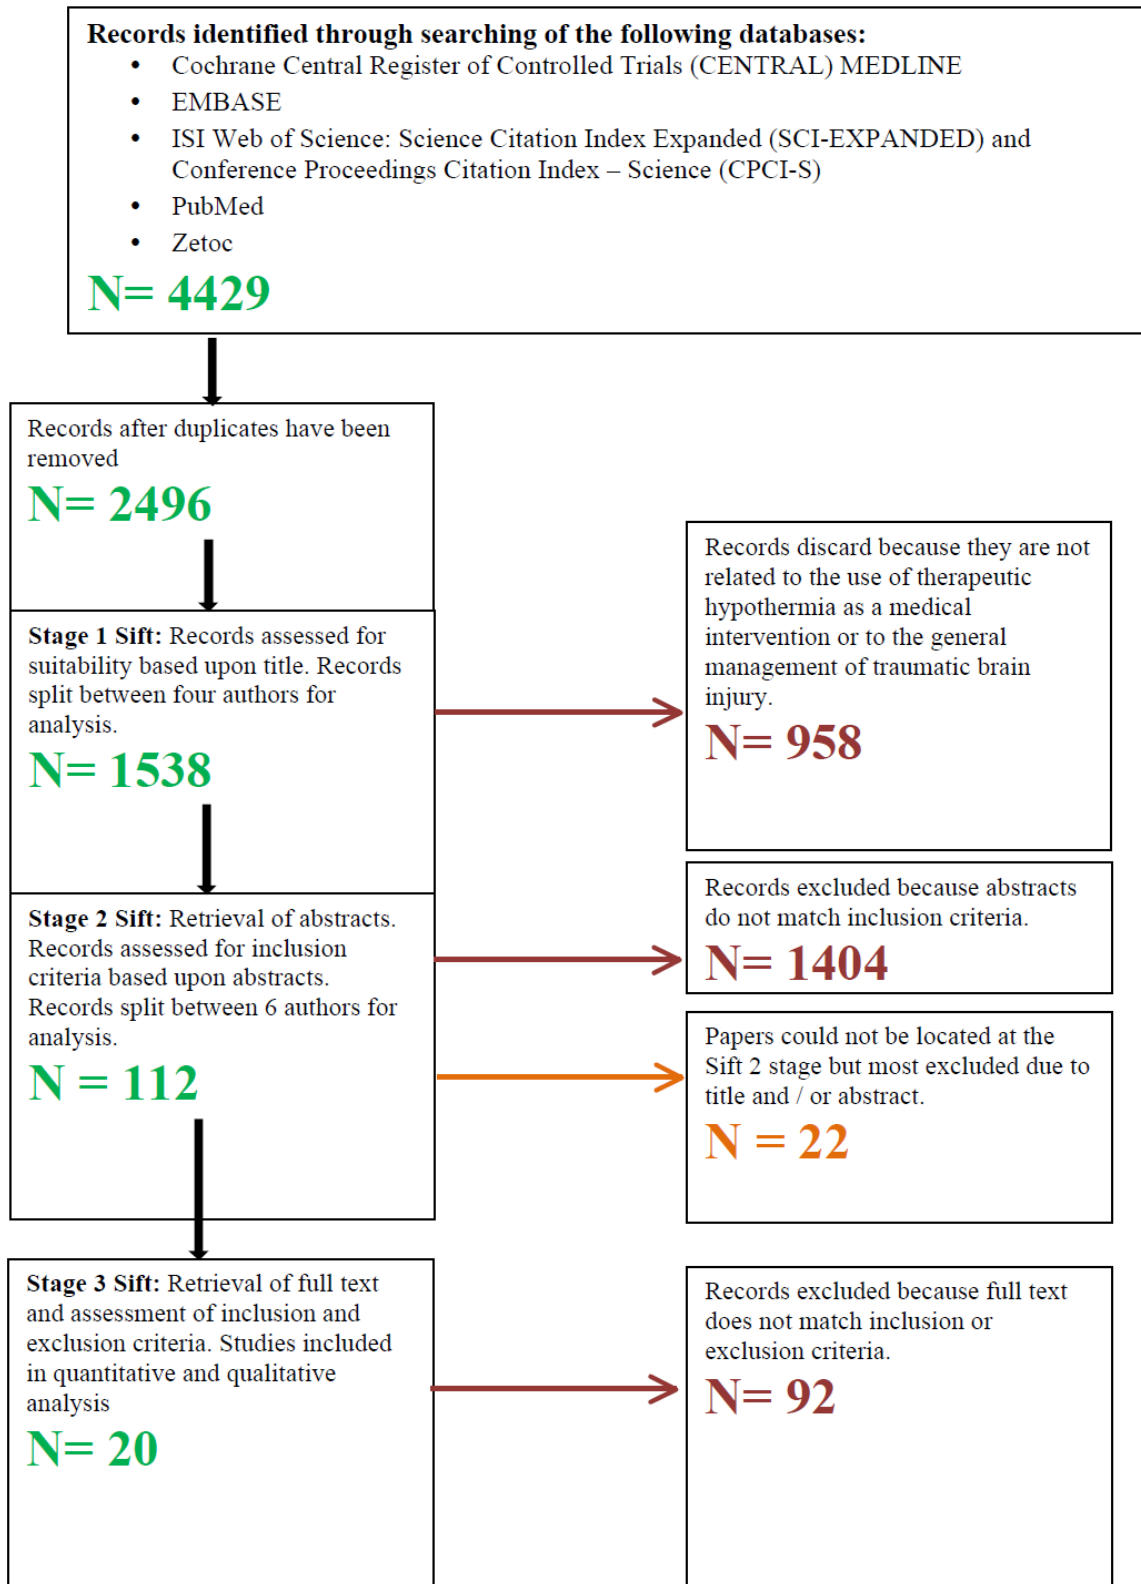 Records identified through searching of the following databases:
• Cochrane Central Register of Controlled Trials (CENTRAL) MEDLINE
• EMBASE
• ISI Web of Science: Science Citation Index Expanded (SCI-EXPANDED) and
Conference Proceedings Citation Index – Science (CPCI-S)
• PubMed
• Zetoc
N= 4429
Records after duplicates have been
removed
N= 2496
Stage 1 Sift: Records assessed for
suitability based upon title. Records
split between four authors for
analysis.
N= 1538
Records discard because they are not
related to the use of therapeutic
hypothermia as a medical
intervention or to the general
management of traumatic brain
injury.
N= 958
Stage 2 Sift: Retrieval of abstracts.
Records assessed for inclusion
criteria based upon abstracts.
Records split between 6 authors for
analysis.
N = 112
Records excluded because abstracts
do not match inclusion criteria.
N= 1404
Papers could not be located at the
Sift 2 stage but most excluded due to
title and / or abstract.
N = 22
Stage 3 Sift: Retrieval of full text
and assessment of inclusion and
exclusion criteria. Studies included
in quantitative and qualitative
analysis
N= 20
Records excluded because full text
does not match inclusion or
exclusion criteria.
N= 92